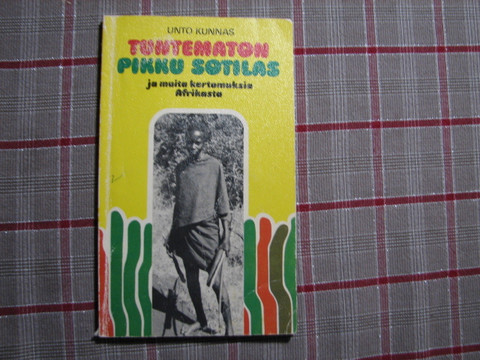 UNTO KUNNAS
TUNTEMATON
PIKKU SOTILAS
ja muita kertomuksia
Afrikasta